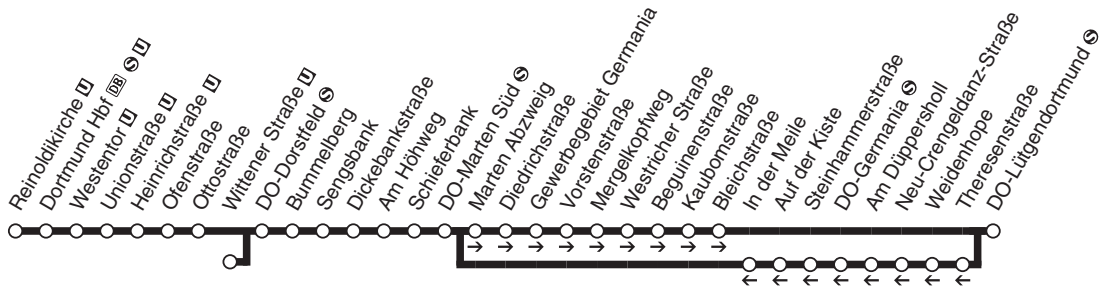 Reinoldikirche U
Dortmund Hbf DB S U
Westentor U
Unionstraße U
Heinrichstraße U
Ofenstraße
Ottostraße
Wittener Straße U
DO-Dorstfeld S
Bummelberg
Sengsbank
Dickebankstraße
Am Höhweg
Schieferbank
DO-Marten Süd S
Marten Abzweig
Diedrichstraße
Gewerbegebiet Germania
Vorstenstraße
Mergelkopfweg
Westricher Straße
Beguinenstraße
Kaubomstraße
Bleichstraße
In der Meile
Auf der Kiste
Steinhammerstraße
DO-Germania S
Am Düppersholl
Neu-Crengeldanz-Straße
Weidenhope
Theresenstraße
DO-Lütgendortmund S